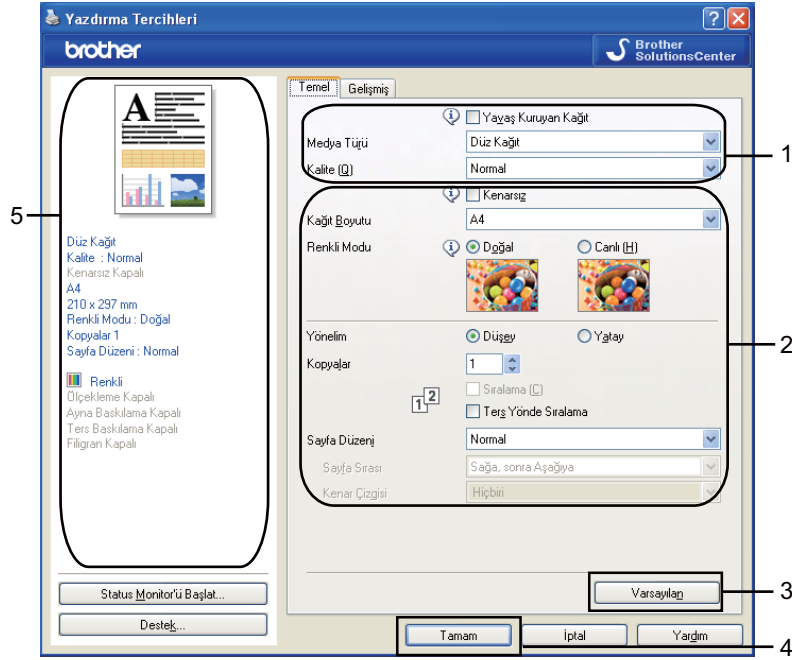 Yazdırma Tercihleri
brother
Brother
SolutionsCenter
Temel Gelişmiş
Yavaş Kuruyan Kağıt
Medya Türü Düz Kağıt
Kalite (Q) Normal
1
Kenarsız
Kağıt Boyutu A4
Renkli Modu Doğal Canlı (H)
Yönelim Düşey Yatay
2
Kopyalar 1
Sıralama (C)
12
Ters Yönde Sıralama
Sayfa Düzeni Normal
Sayfa Sırası Sağa, sonra Aşağıya
Kenar Çizgisi Hiçbiri
5
A
Düz Kağıt
Kalite : Normal
Kenarsız Kapalı
A4
210 x 297 mm
Renkli Modu : Doğal
Kopyalar 1
Sayfa Düzeni : Normal
Renkli
Ölçekleme Kapalı
Ayna Baskılama Kapalı
Ters Baskılama Kapalı
Filigran Kapalı
Status Monitor'ü Başlat...
Destek...
Varsayılan
3
Tamam İptal Yardım
4